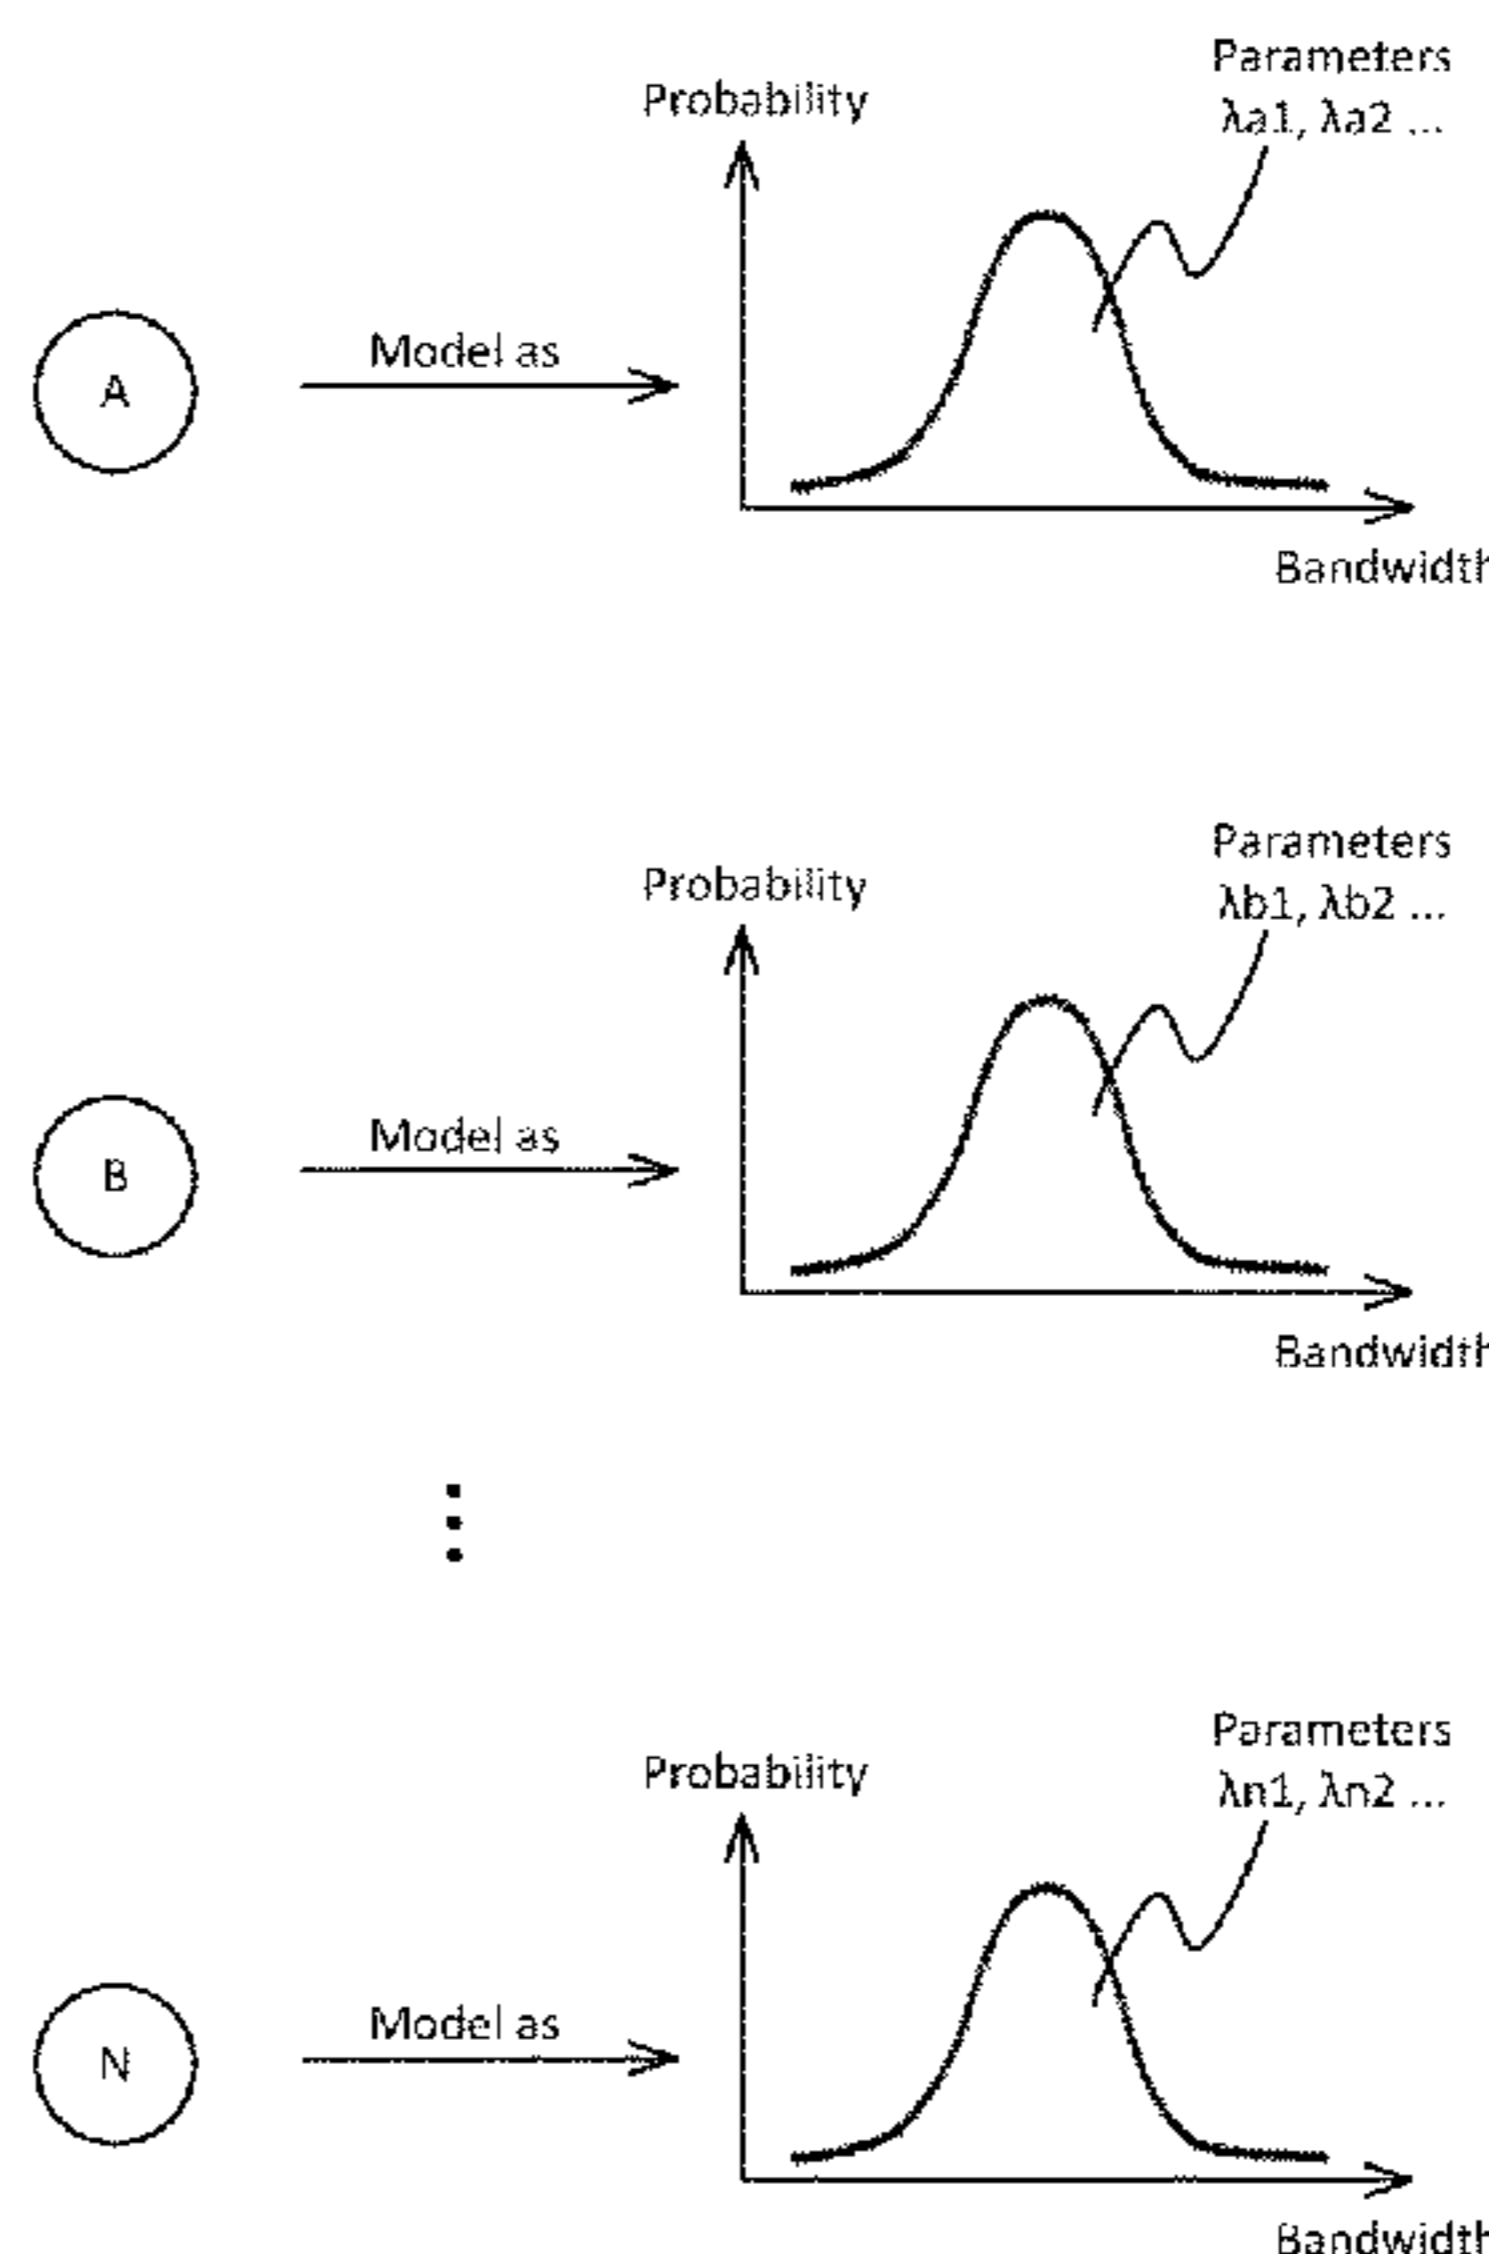 Parameters
λa1, λa2 ...
Probability
A
Model as
Bandwidth
Parameters
λb1, λb2 ...
Probability
B
Model as
Bandwidth
Parameters
λn1, λn2 ...
Probability
N
Model as
Bandwidth